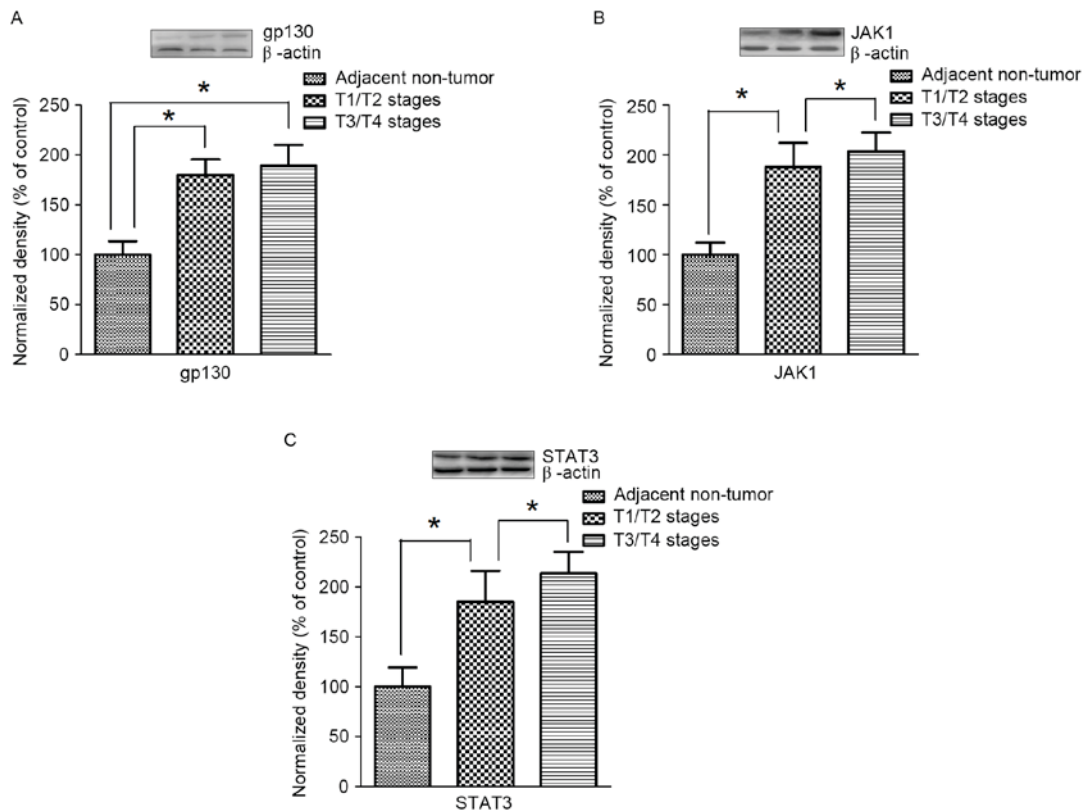 A
gp130
β -actin
Adjacent non-tumor
T1/T2 stages
T3/T4 stages
*
*
Normalized density (% of control)
250
200
150
100
50
0
gp130
B
JAK1
β -actin
Adjacent non-tumor
T1/T2 stages
T3/T4 stages
*
*
Normalized density (% of control)
250
200
150
100
50
0
JAK1
C
STAT3
β -actin
Adjacent non-tumor
T1/T2 stages
T3/T4 stages
*
*
Normalized density (% of control)
250
200
150
100
50
0
STAT3